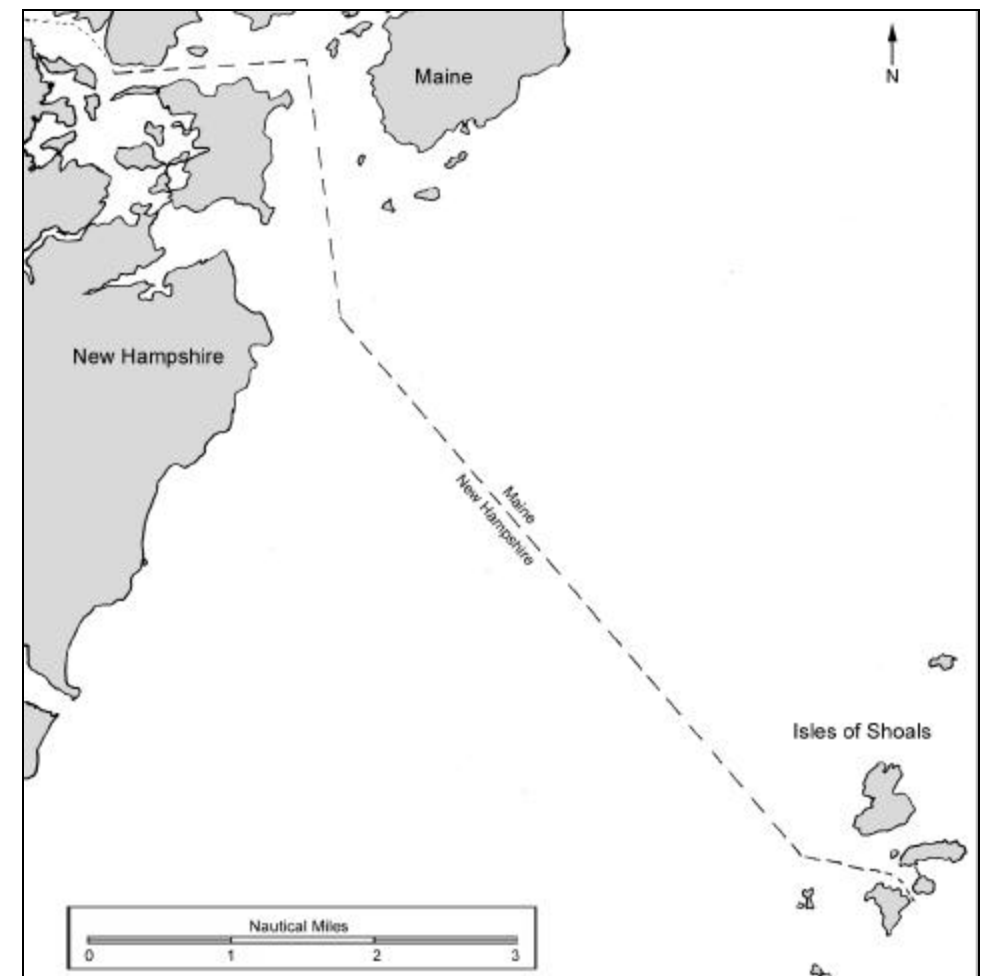 Maine
N
New Hampshire
Maine
New Hampshire
Isles of Shoals
Nautical Miles
0 1 2 3